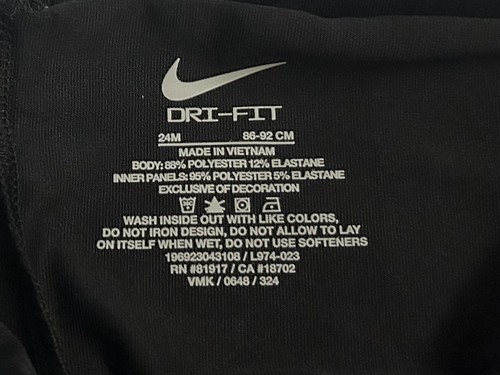 DRI-FIT
24M 86-92 CM
MADE IN VIETNAM
BODY: 88% POLYESTER 12% ELASTANE
INNER PANELS: 95% POLYESTER 5% ELASTANE
EXCLUSIVE OF DECORATION
WASH INSIDE OUT WITH LIKE COLORS,
DO NOT IRON DESIGN, DO NOT ALLOW TO LAY
ON ITSELF WHEN WET, DO NOT USE SOFTENERS
196923043108 / L974-023
RN #81917 / CA #18702
VMK / 0648 / 324